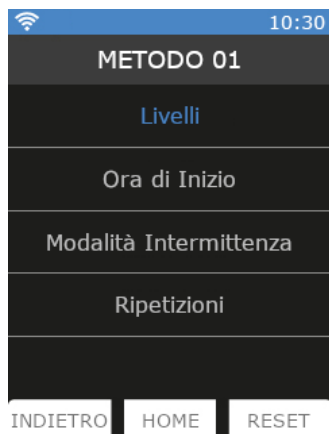 10:30
METODO 01
Livelli
Ora di Inizio
Modalità Intermittenza
Ripetizioni
INDIETRO HOME RESET